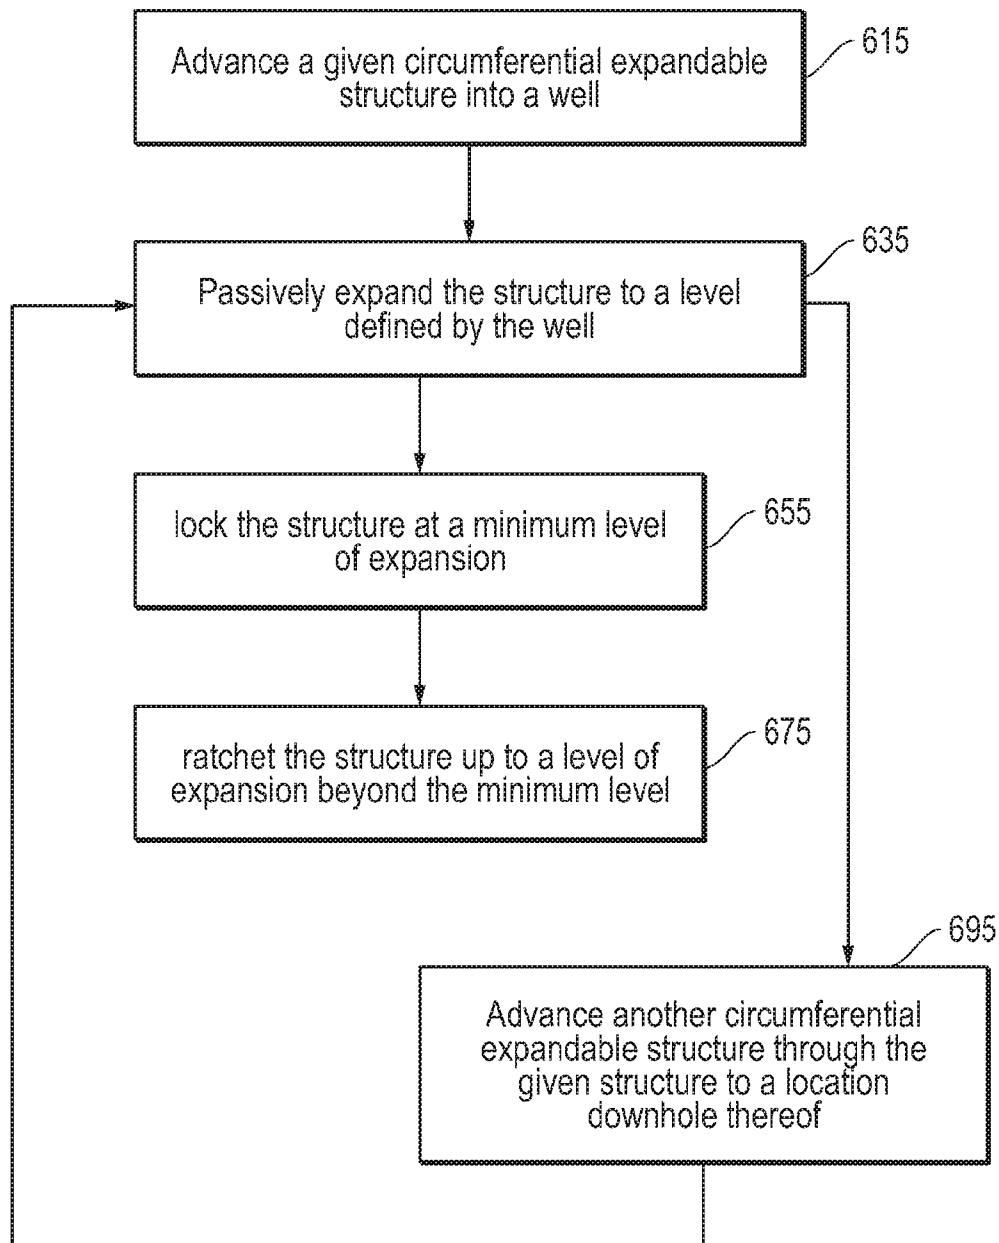 Advance a given circumferential expandable
structure into a well
615
Passively expand the structure to a level
defined by the well
635
lock the structure at a minimum level
of expansion
655
ratchet the structure up to a level of
expansion beyond the minimum level
675
695
Advance another circumferential
expandable structure through the
given structure to a location
downhole thereof